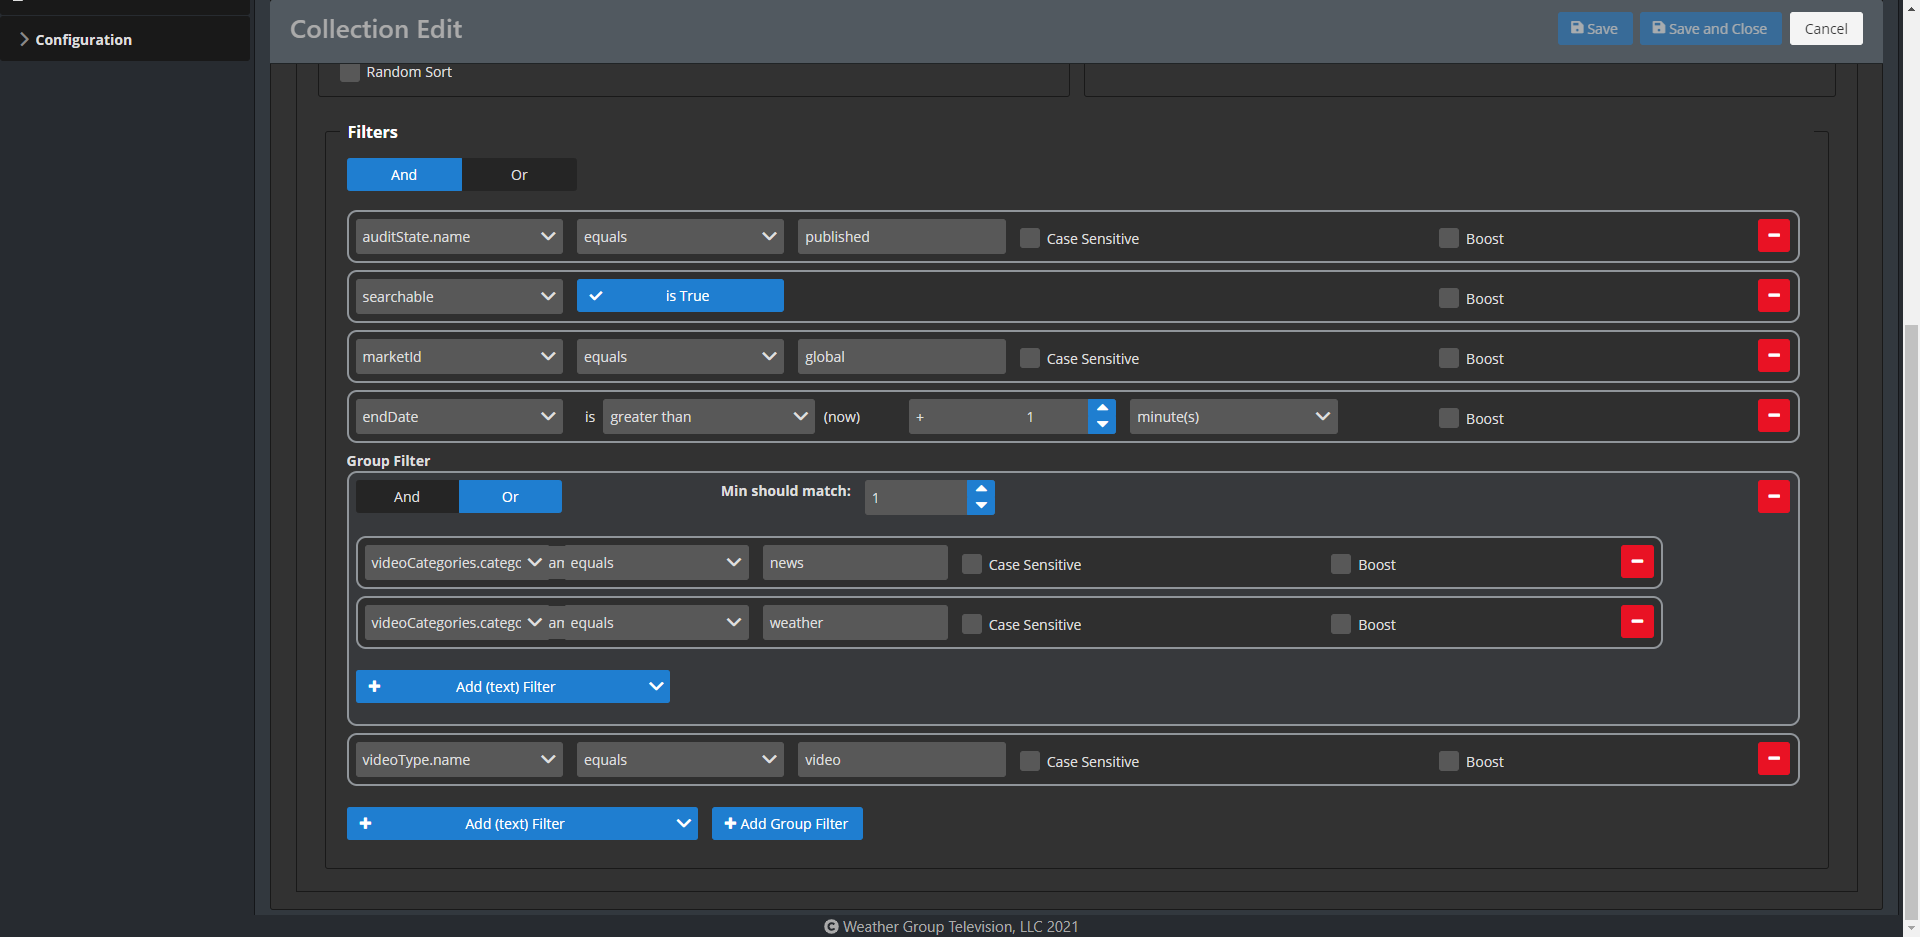 Configuration
Collection Edit
Save
Save and Close
Cancel
Random Sort
Filters
And Or
auditState.name equals published Case Sensitive Boost
searchable is True Boost
marketId equals global Case Sensitive Boost
endDate is greater than (now) + 1 minute(s) Boost
Group Filter
And Or Min should match: 1
videoCategories.catego an equals news Case Sensitive Boost
videoCategories.catego an equals weather Case Sensitive Boost
Add (text) Filter
videoType.name equals video Case Sensitive Boost
Add (text) Filter Add Group Filter
© Weather Group Television, LLC 2021